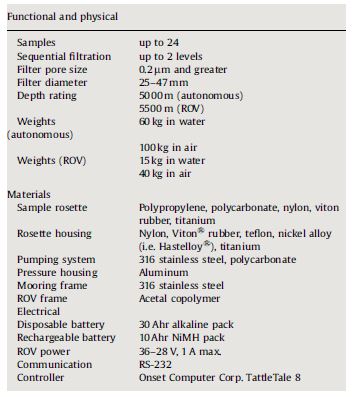 Functional and physical
Samples up to 24
Sequential filtration up to 2 levels
Filter pore size 0.2 μm and greater
Filter diameter 25–47 mm
Depth rating 5000 m (autonomous)
5500 m (ROV)
Weights 60 kg in water
(autonomous)
100 kg in air
Weights (ROV) 15 kg in water
40 kg in air
Materials
Sample rosette Polypropylene, polycarbonate, nylon, viton
rubber, titanium
Rosette housing Nylon, Viton® rubber, teflon, nickel alloy
(i.e. Hastelloy®), titanium
Pumping system 316 stainless steel, polycarbonate
Pressure housing Aluminum
Mooring frame 316 stainless steel
ROV frame Acetal copolymer
Electrical
Disposable battery 30 Ahr alkaline pack
Rechargeable battery 10 Ahr NiMH pack
ROV power 36–28 V, 1 A max.
Communication RS-232
Controller Onset Computer Corp. TattleTale 8